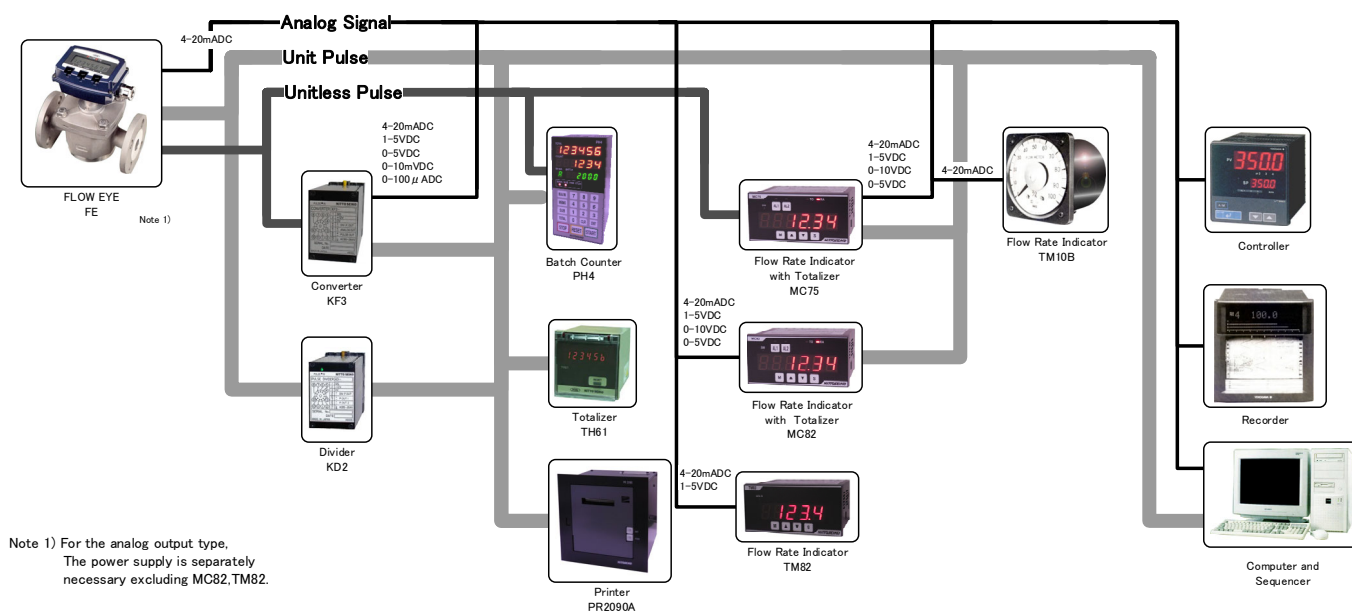 Analog Signal
4-20mADC
Unit Pulse
Unitless Pulse
FLOW EYE
FE
Note 1)
4-20mADC
1-5VDC
0-5VDC
0-10mVDC
0-100μADC
Converter
KF3
Divider
KD2
123456
1234
2000
Batch Counter
PH4
123456
Totalizer
TH61
Printer
PR2090A
12.34
Flow Rate Indicator
with Totalizer
MC75
4-20mADC
1-5VDC
0-10VDC
0-5VDC
12.34
Flow Rate Indicator
with Totalizer
MC82
4-20mADC
1-5VDC
123.4
Flow Rate Indicator
TM82
4-20mADC
1-5VDC
0-10VDC
0-5VDC
4-20mADC
Flow Rate Indicator
TM10B
350.0
350.0
Controller
100.0
Recorder
Computer and
Sequencer
Note 1) For the analog output type,
The power supply is separately
necessary excluding MC82,TM82.